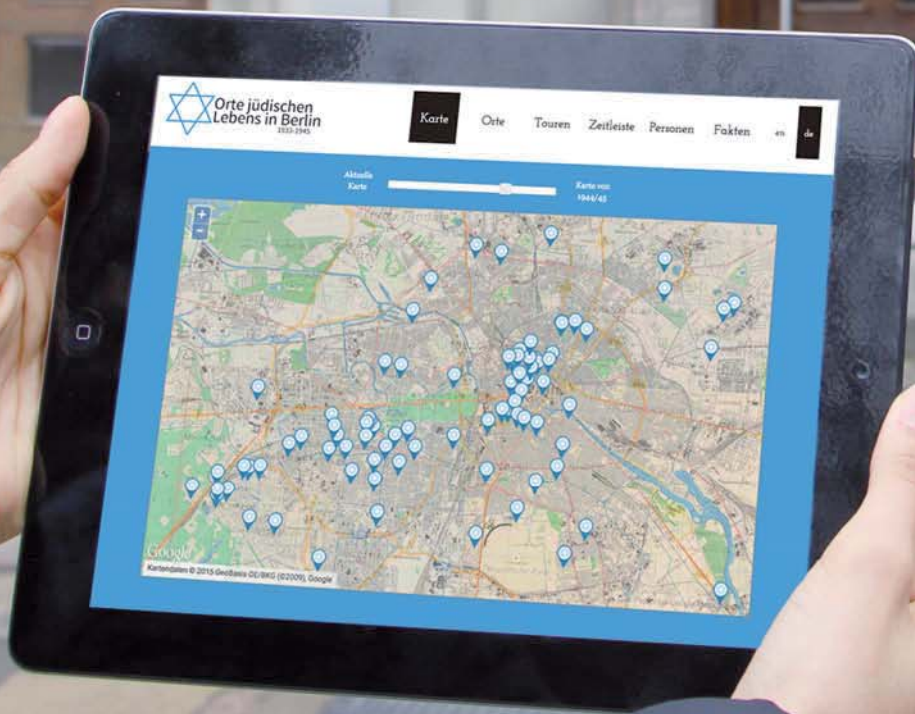 Orte jüdischen
Lebens in Berlin
1933-1945
Karte
Orte
Touren
Zeitleiste
Personen
Fakten
en
de
Aktuelle
Karte
Karte von
1944/45
+
Google
Kartendaten © 2015 GeoBasis-DE/BKG (©2009), Google